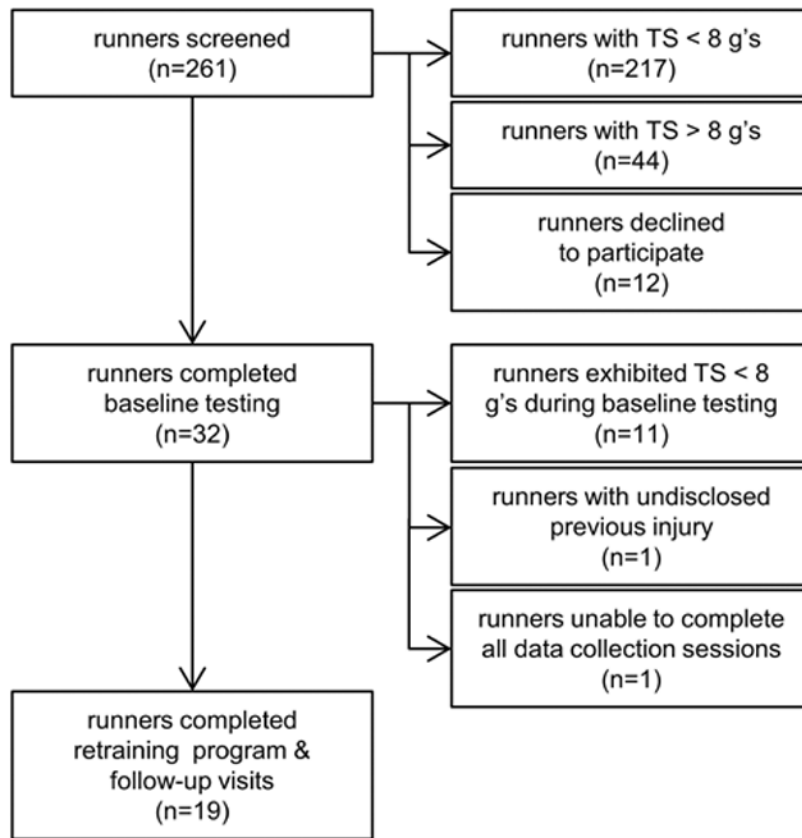 runners screened
(n=261)
runners with TS < 8 g's
(n=217)
runners with TS > 8 g's
(n=44)
runners declined
to participate
(n=12)
runners completed
baseline testing
(n=32)
runners exhibited TS < 8
g's during baseline testing
(n=11)
runners with undisclosed
previous injury
(n=1)
runners unable to complete
all data collection sessions
(n=1)
runners completed
retraining program &
follow-up visits
(n=19)